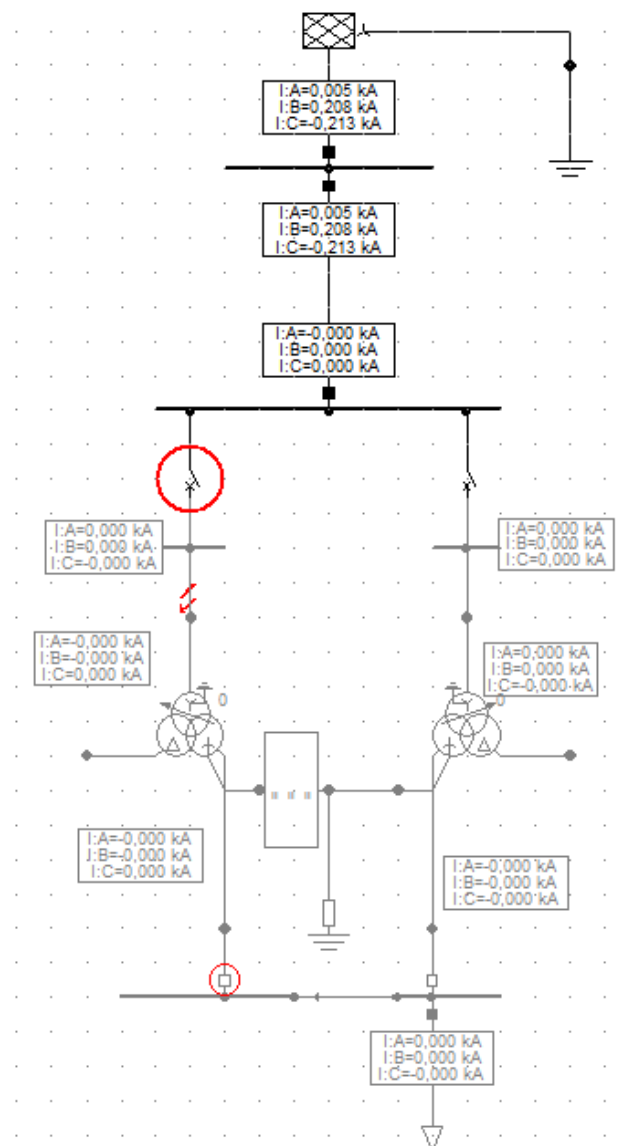 I:A=0,005 kA
I:B=0,208 kA
I:C=-0,213 kA
I:A=0,005 kA
I:B=0,208 kA
I:C=-0,213 kA
I:A=-0,000 kA
I:B=0,000 kA
I:C=0,000 kA
I:A=0,000 kA
I:B=0,000 kA
I:C=-0,000 kA
I:A=0,000 kA
I:B=0,000 kA
I:C=0,000 kA
I:A=-0,000 kA
I:B=-0,000 kA
I:C=0,000 kA
I:A=0,000 kA
I:B=0,000 kA
I:C=-0,000 kA
0
0
I:A=-0,000 kA
I:B=-0,000 kA
I:C=0,000 kA
I:A=-0,000 kA
I:B=-0,000 kA
I:C=-0,000 kA
I:A=0,000 kA
I:B=0,000 kA
I:C=-0,000 kA